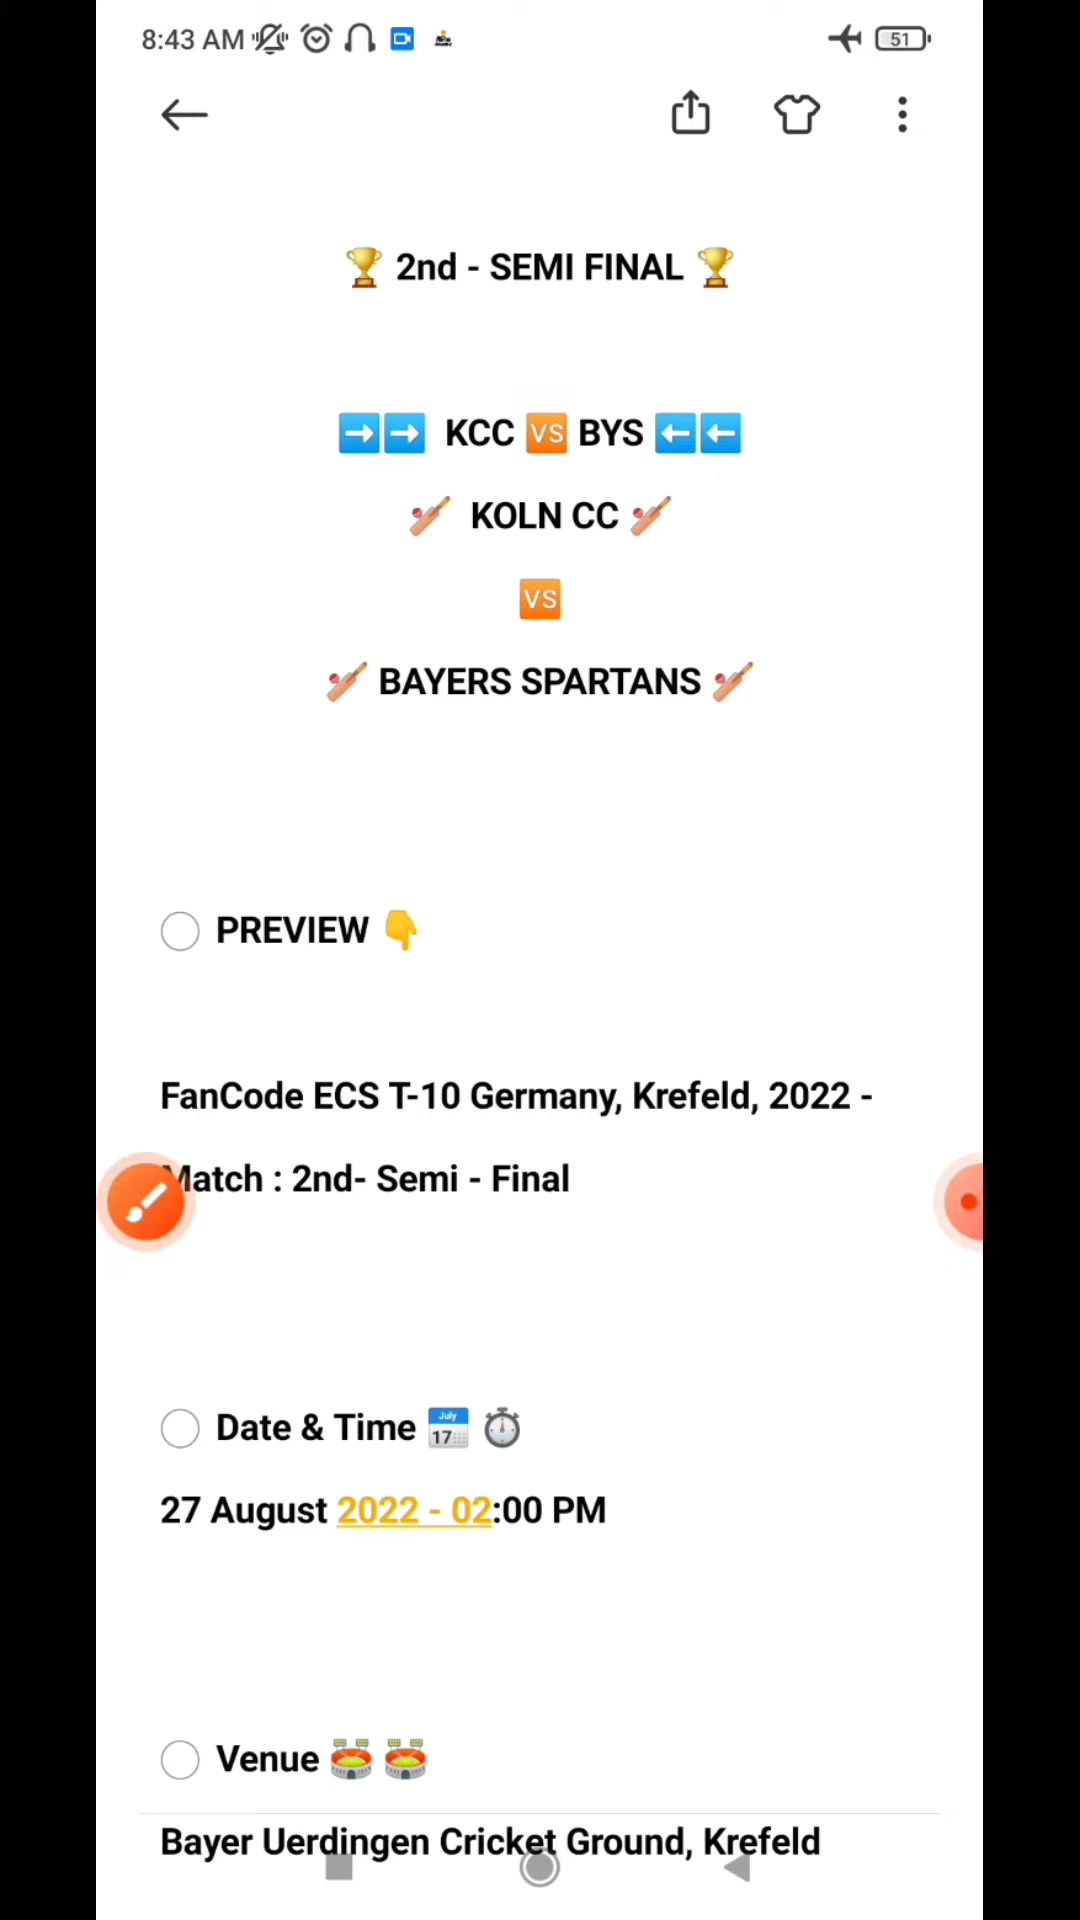 8:43 AM 51
🏆 2nd - SEMI FINAL 🏆
➡️➡️ KCC 🆚 BYS ⬅️⬅️
🏏 KOLN CC 🏏
🆚
🏏 BAYERS SPARTANS 🏏
PREVIEW 👇
FanCode ECS T-10 Germany, Krefeld, 2022 -
Match : 2nd- Semi - Final
Date & Time 📅 ⏱️
27 August 2022 - 02:00 PM
Venue 🏟️ 🏟️
Bayer Uerdingen Cricket Ground, Krefeld